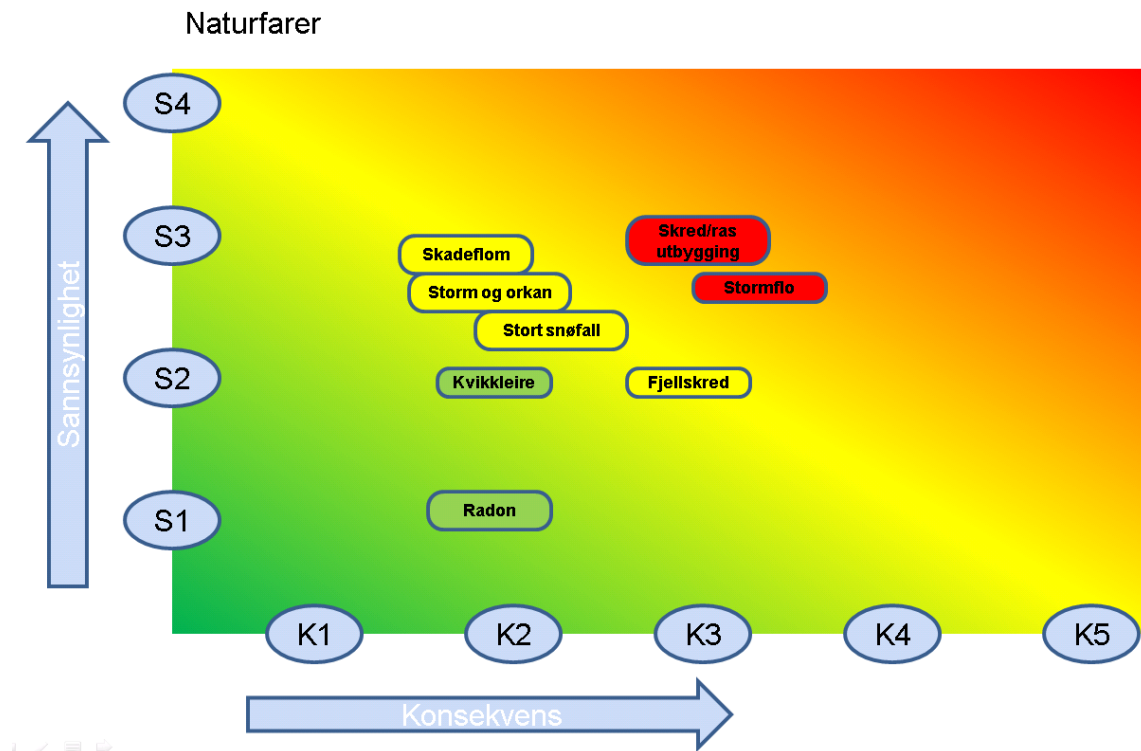 Naturfarer
S4
S3
Skred/ras
utbygging
Skadeflom
Storm og orkan
Stormflo
Stort snøfall
S2
Kvikkleire
Fjellskred
S1
Radon
Sannsynlighet
K1
K2
K3
K4
K5
Konsekvens